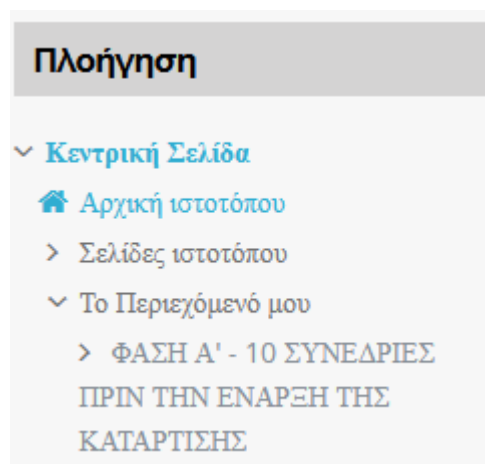 Πλοήγηση
Κεντρική Σελίδα
Αρχική ιστοτόπου
Σελίδες ιστοτόπου
Το Περιεχόμενό μου
ΦΑΣΗ Α' - 10 ΣΥΝΕΔΡΙΕΣ
ΠΡΙΝ ΤΗΝ ΕΝΑΡΞΗ ΤΗΣ
ΚΑΤΑΡΤΙΣΗΣ